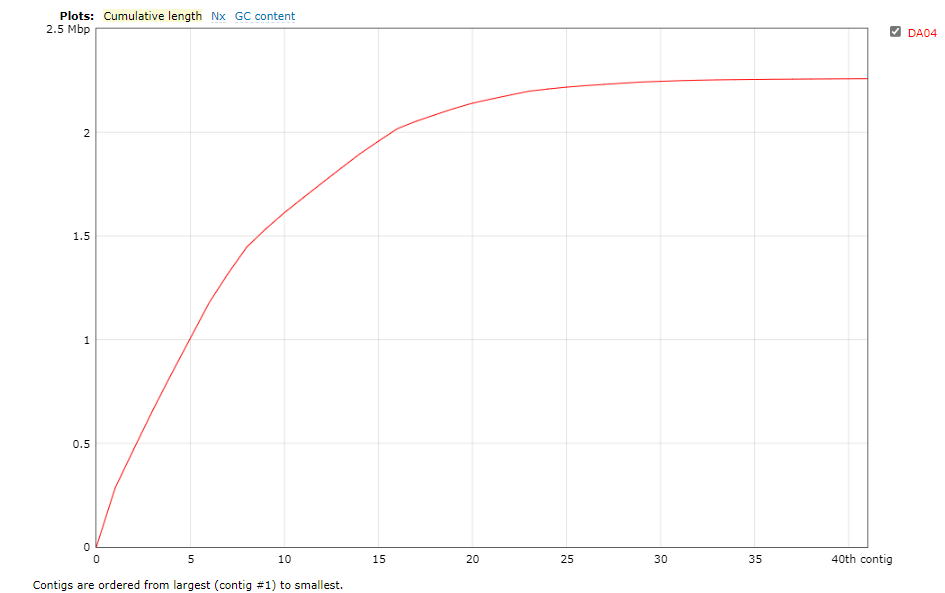 Plots: Cumulative length Nx GC content
2.5 Mbp
DA04
2
1.5
1
0.5
0
0 5 10 15 20 25 30 35 40th contig
Contigs are ordered from largest (contig #1) to smallest.